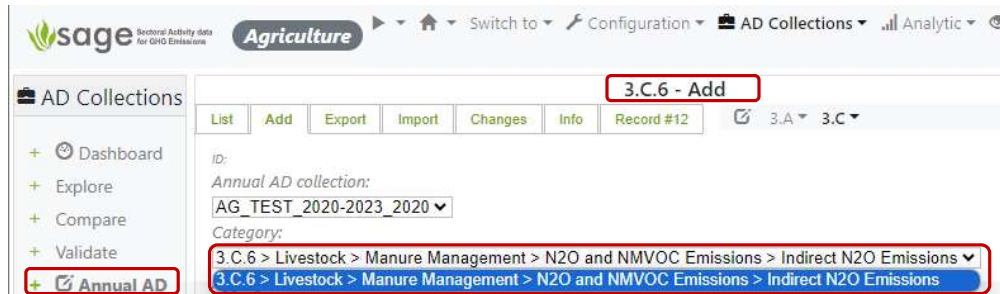 sage Sectoral Activity data for GHG Emissions Agriculture Switch to Configuration AD Collections Analytic
AD Collections
3.C.6 - Add
List Add Export Import Changes Info Record #12 3.A 3.C
+ Dashboard
ID:
+ Explore
Annual AD collection:
AG_TEST_2020-2023_2020
+ Compare
Category:
+ Validate
3.C.6 > Livestock > Manure Management > N2O and NMVOC Emissions > Indirect N2O Emissions
+ Annual AD
3.C.6 > Livestock > Manure Management > N2O and NMVOC Emissions > Indirect N2O Emissions